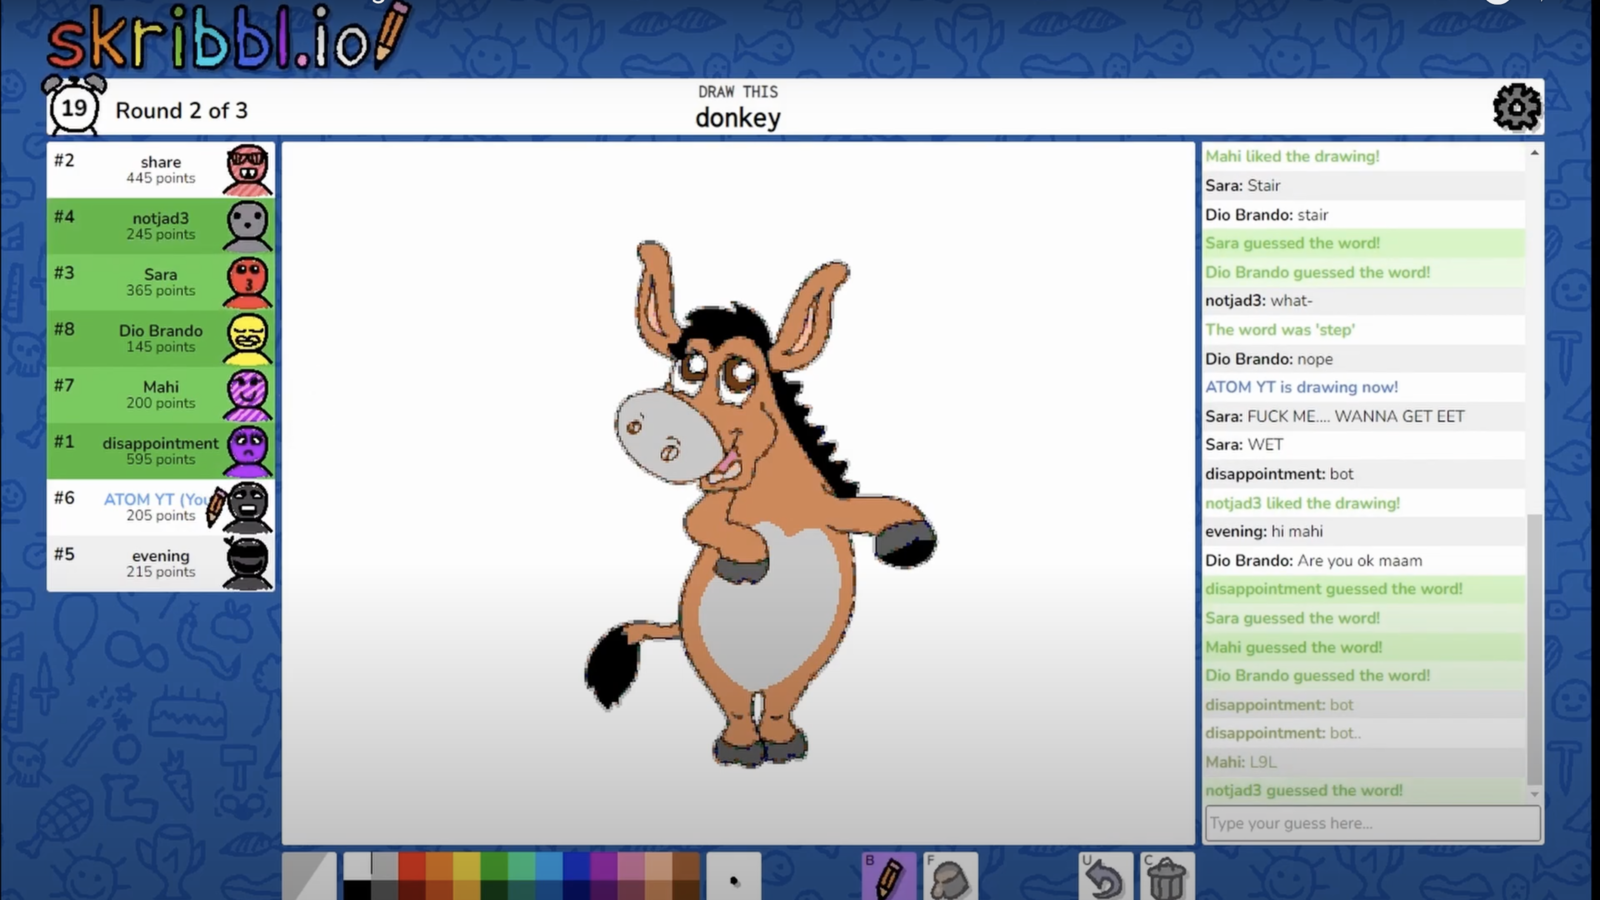 skribbl.io
19
Round 2 of 3
DRAW THIS
donkey
#2
share
445 points
#4
notjad3
245 points
#3
Sara
365 points
#8
Dio Brando
145 points
#7
Mahi
200 points
#1
disappointment
595 points
#6
ATOM YT (You
205 points
#5
evening
215 points
Mahi liked the drawing!
Sara: Stair
Dio Brando: stair
Sara guessed the word!
Dio Brando guessed the word!
notjad3: what-
The word was 'step'
Dio Brando: nope
ATOM YT is drawing now!
Sara: FUCK ME.... WANNA GET EET
Sara: WET
disappointment: bot
notjad3 liked the drawing!
evening: hi mahi
Dio Brando: Are you ok maam
disappointment guessed the word!
Sara guessed the word!
Mahi guessed the word!
Dio Brando guessed the word!
disappointment: bot
disappointment: bot..
Mahi: L9L
notjad3 guessed the word!
Type your guess here...
B
F
U
C